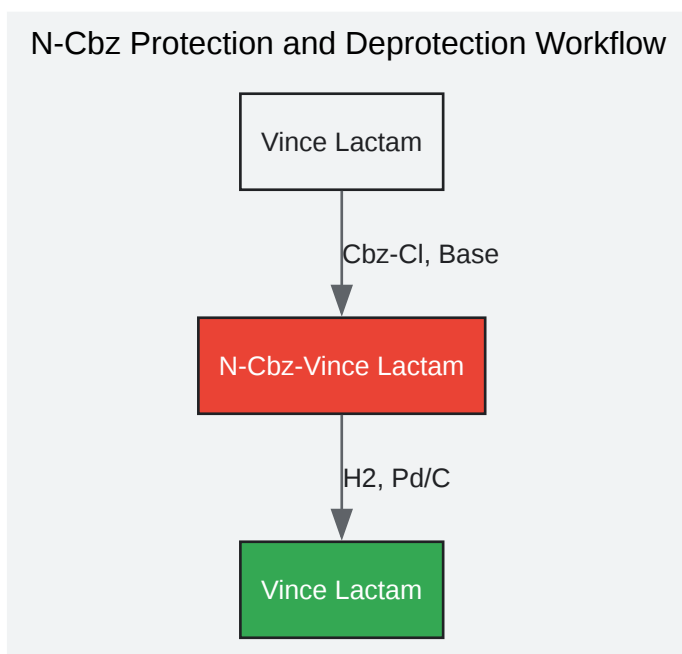 N-Cbz Protection and Deprotection Workflow
Vince Lactam
Cbz-Cl, Base
N-Cbz-Vince Lactam
H2, Pd/C
Vince Lactam